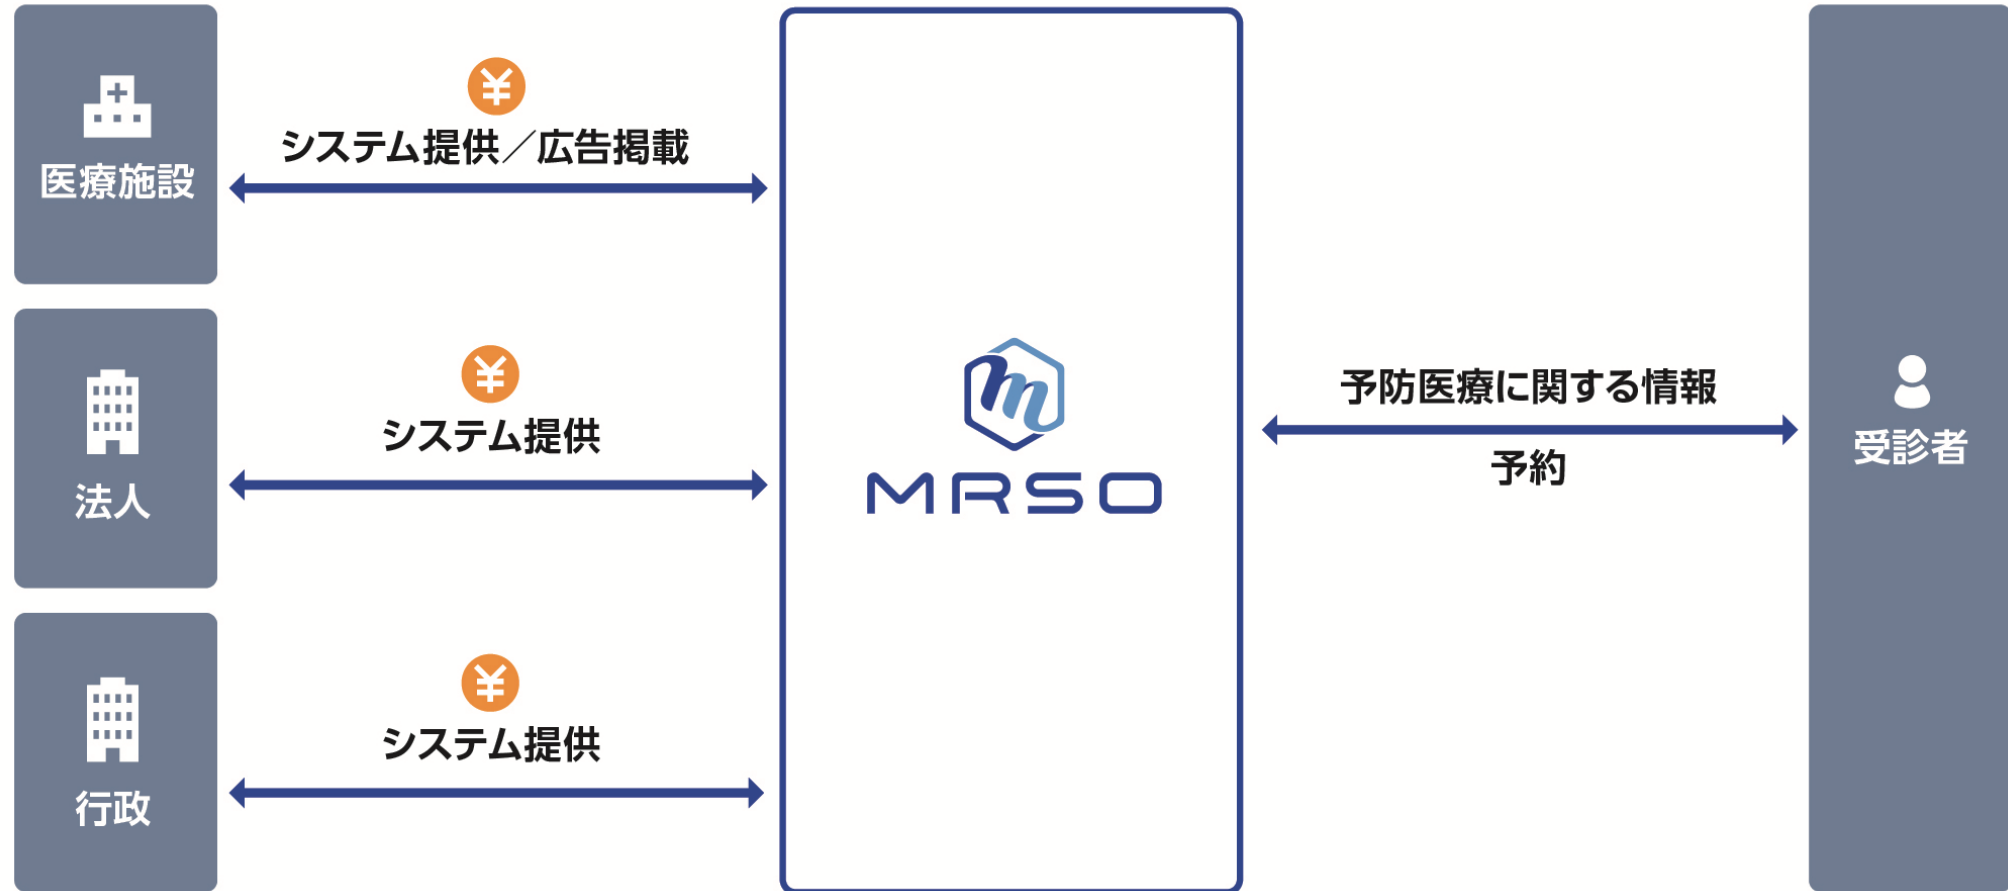 ¥
システム提供／広告掲載
医療施設
¥
システム提供
法人
¥
システム提供
行政
m
MRSO
予防医療に関する情報
予約
受診者